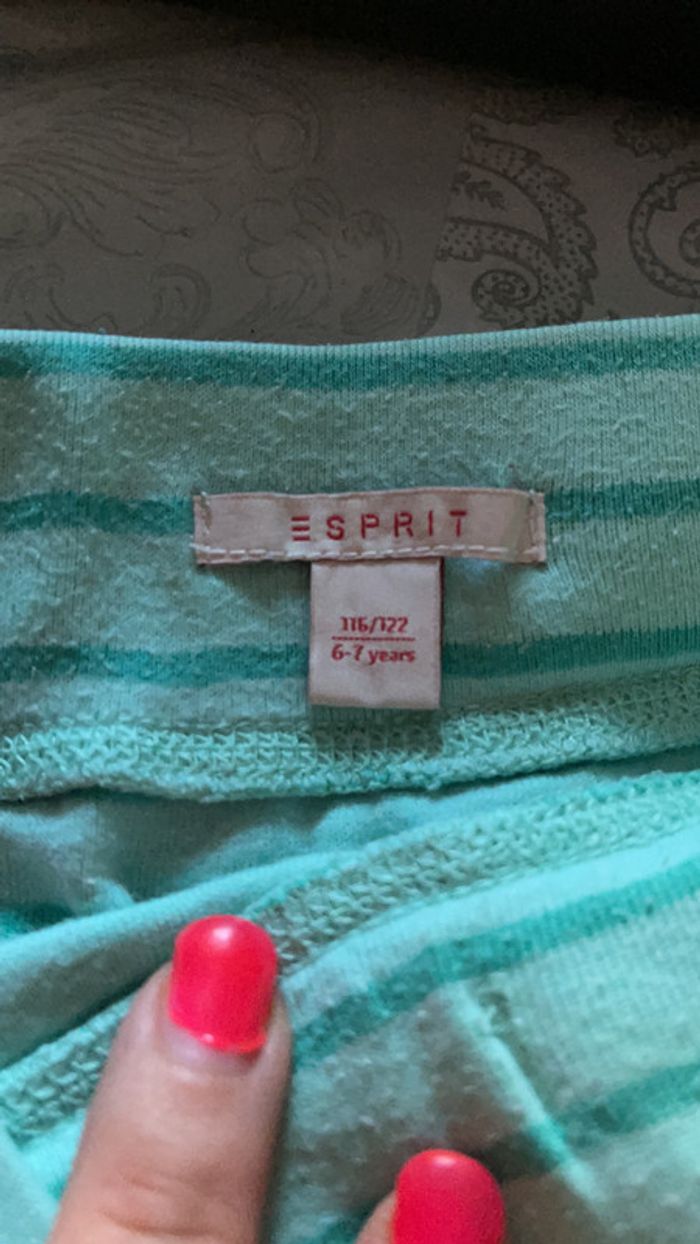 ESPRIT
116/122
6-7 years